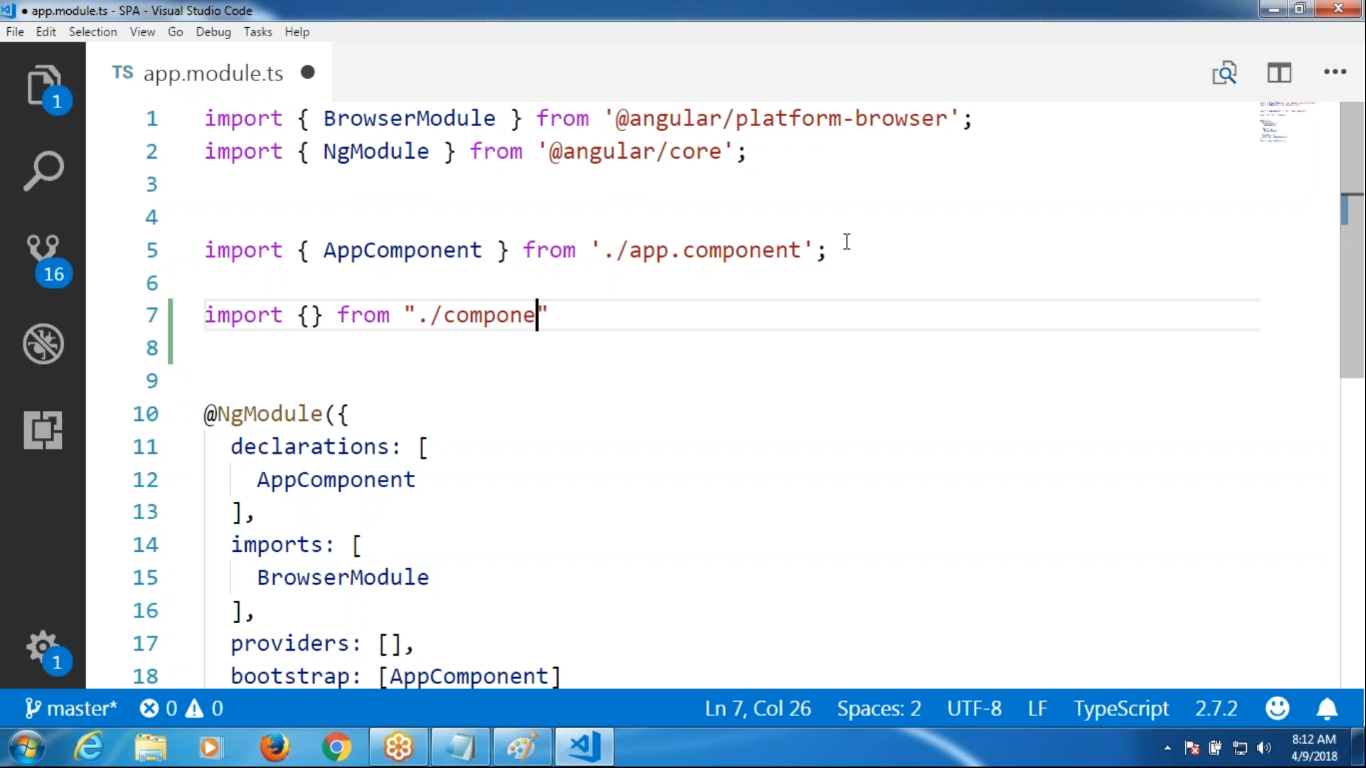 app.module.ts - SPA - Visual Studio Code
File Edit Selection View Go Debug Tasks Help
TS app.module.ts
1
1 import { BrowserModule } from '@angular/platform-browser';
2 import { NgModule } from '@angular/core';
3
4
5 import { AppComponent } from './app.component';
16
6
7 import {} from "./compone"
8
9
10 @NgModule({
11 declarations: [
12 AppComponent
13 ],
14 imports: [
15 BrowserModule
16 ],
17 providers: [],
1
18 bootstrap: [AppComponent]
master* 0 0 Ln 7, Col 26 Spaces: 2 UTF-8 LF TypeScript 2.7.2
8:12 AM
4/9/2018